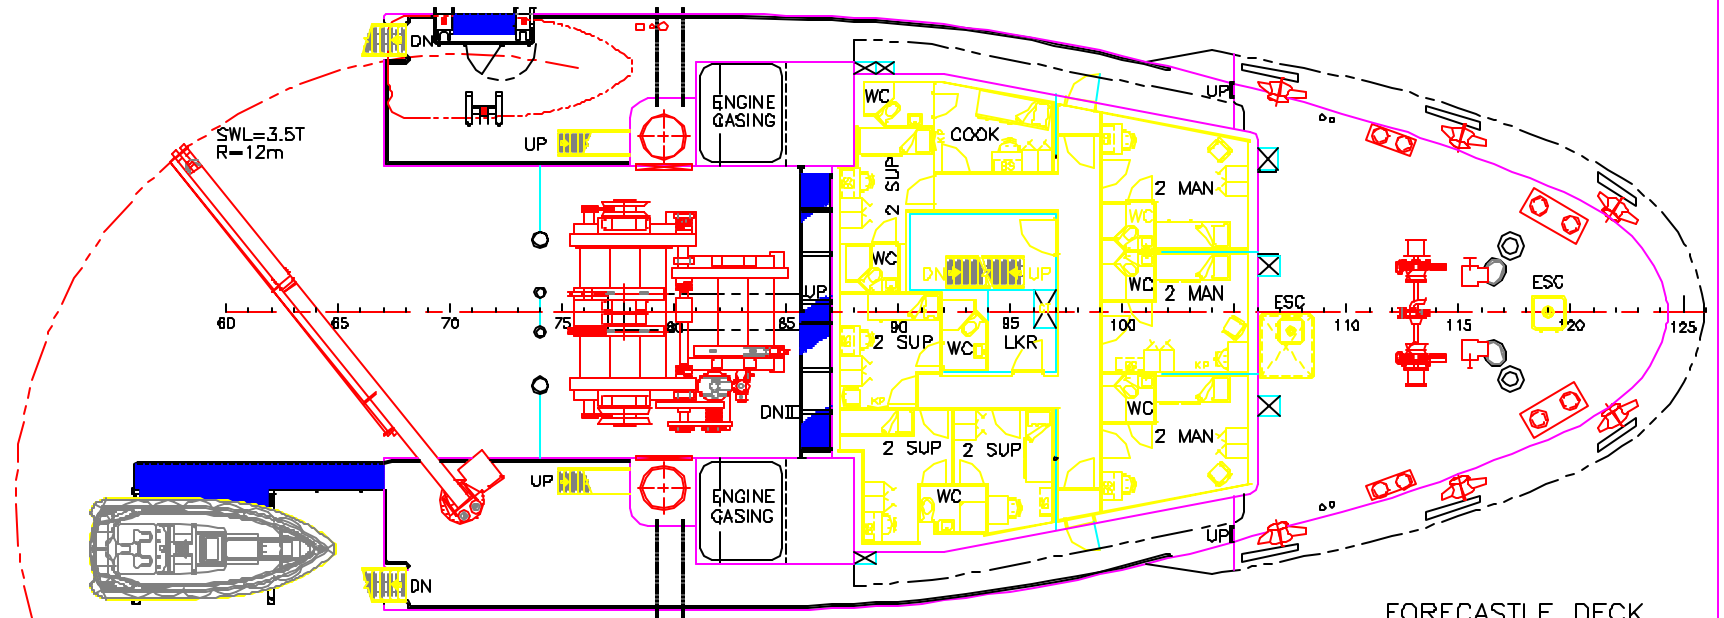 DN
SWL=3.5T
R=12m
UP
ENGINE
CASING
WC
COOK
UP
2 SUP
2 MAN
WC
WC
DN
UP
WC
2 MAN
UP
ESC
ESC
60
65
70
75
80
85
90
95
100
110
115
120
125
2 SUP
WC
LKR
KP
KP
DN
WC
2 MAN
2 SUP
2 SUP
UP
ENGINE
CASING
WC
UP
DN
FORECASTLE DECK